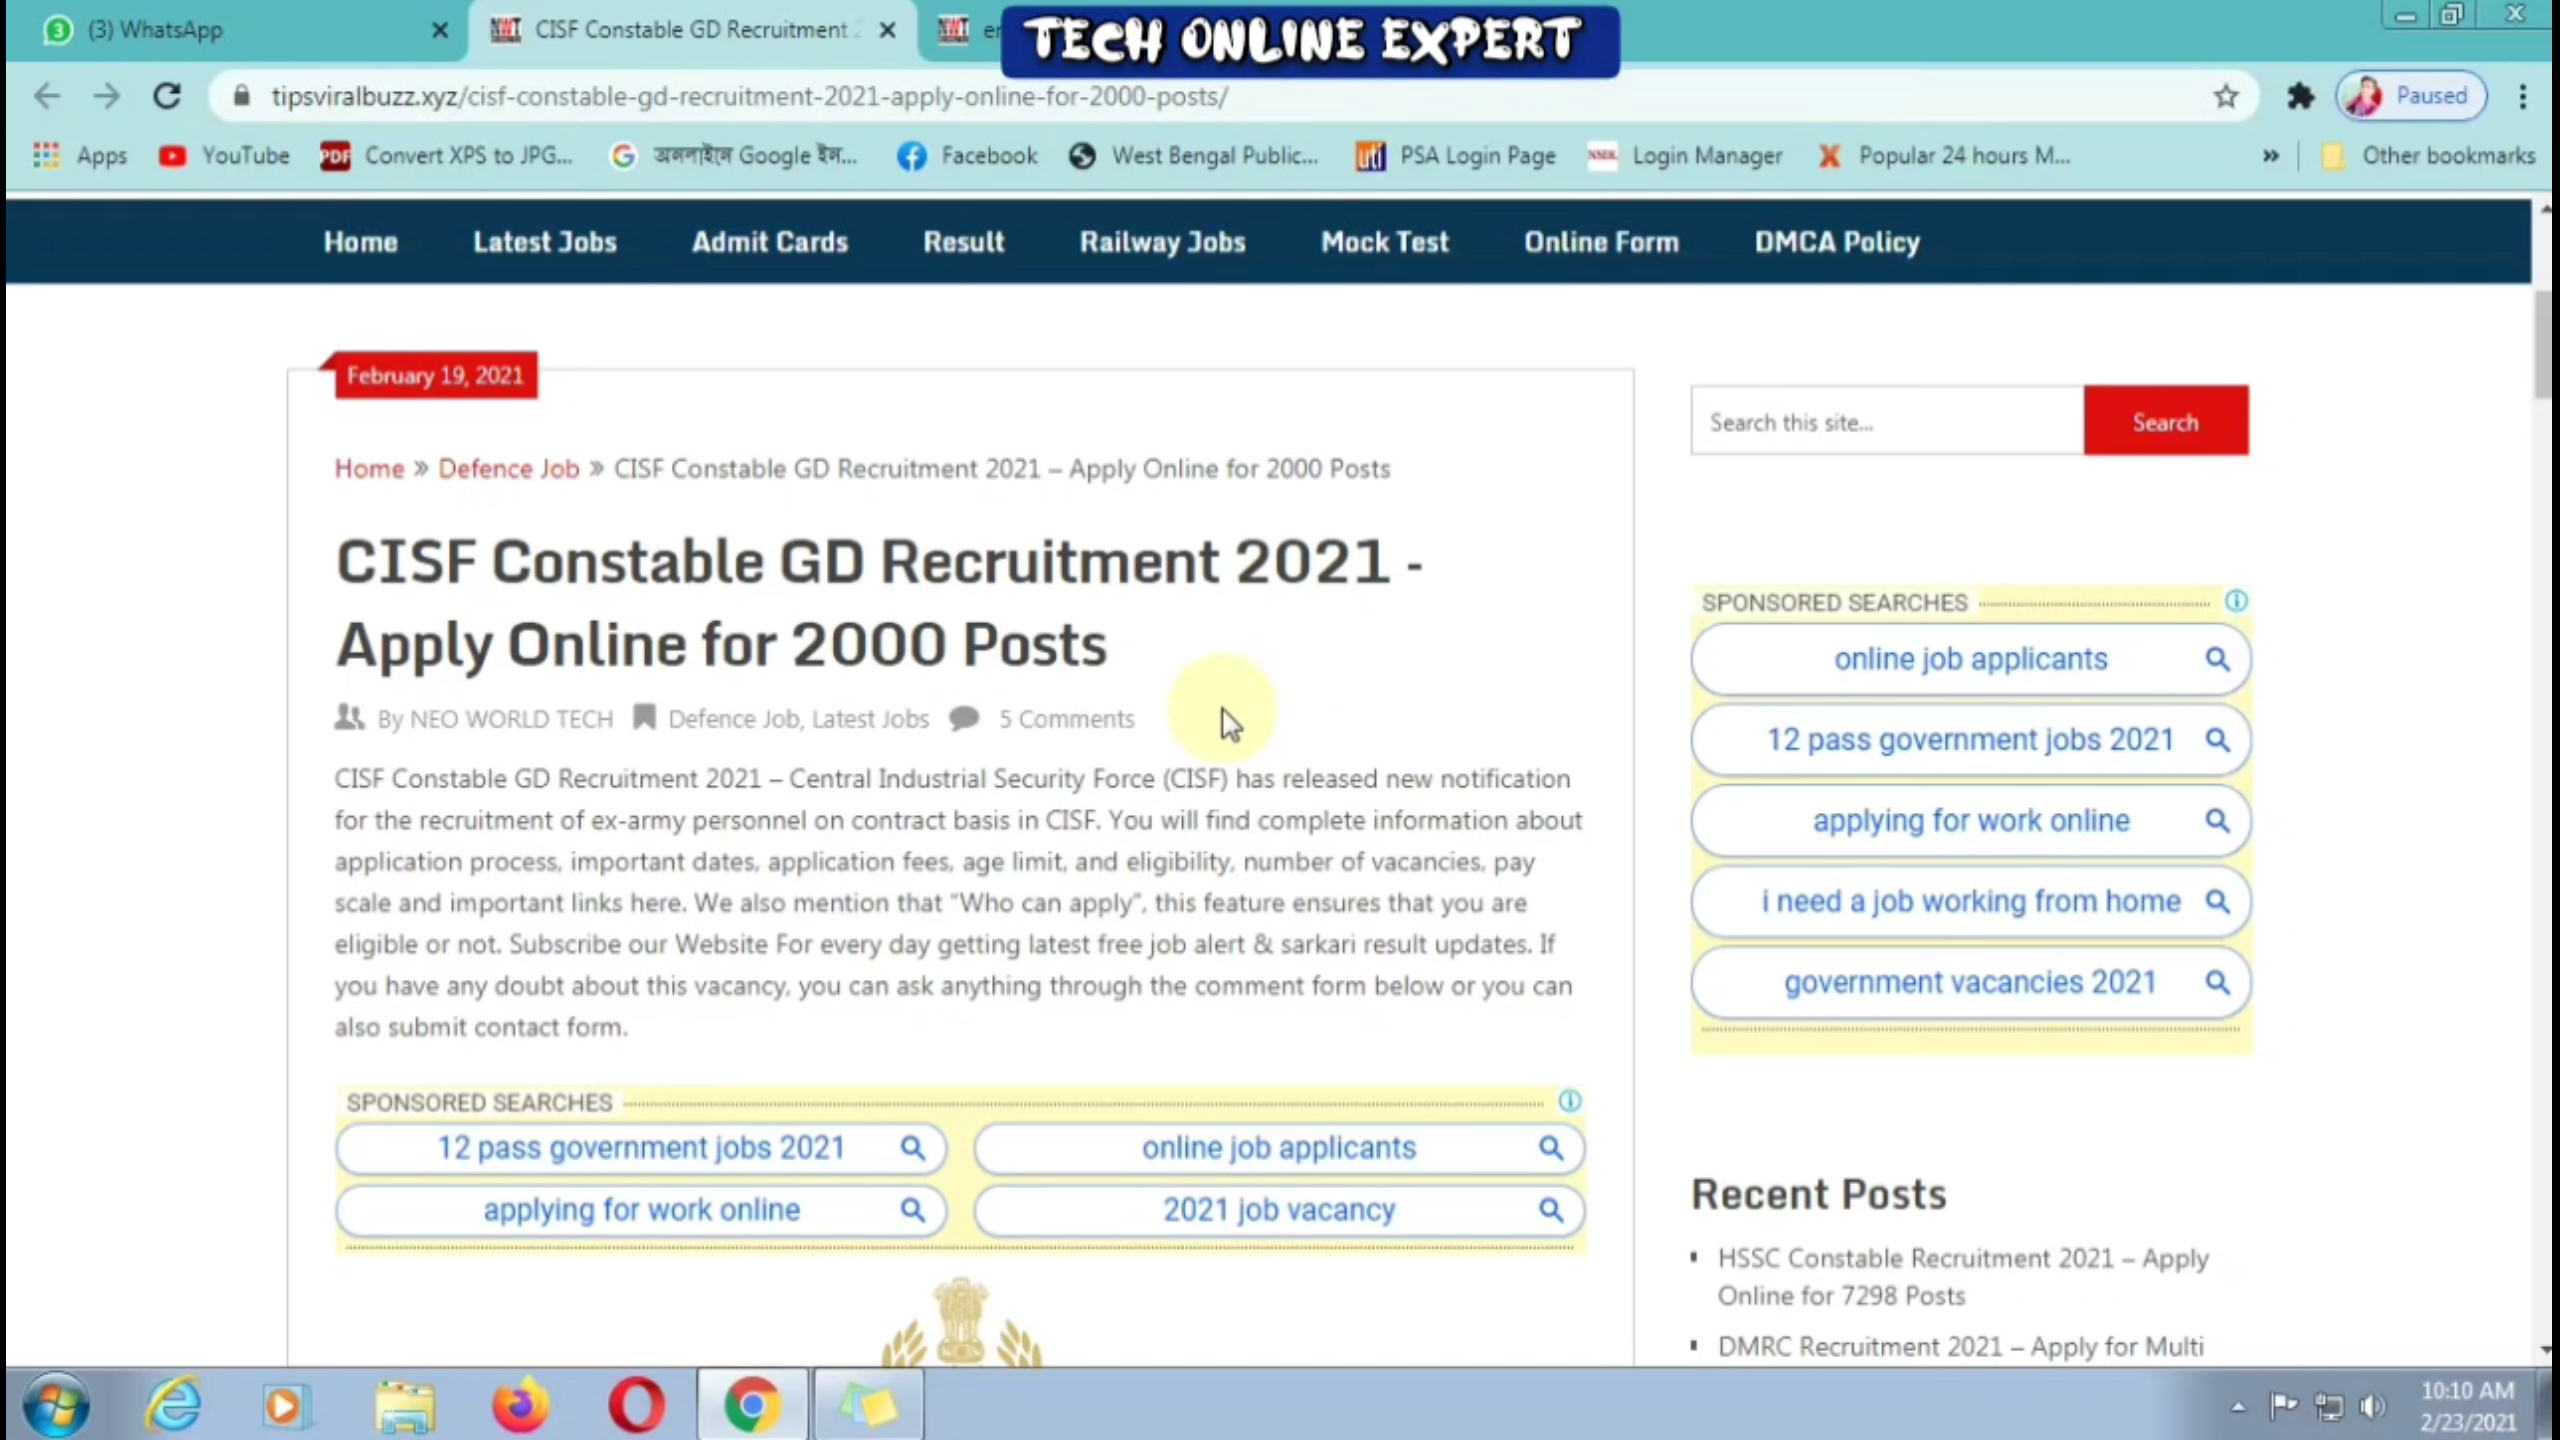 (3) WhatsApp
CISF Constable GD Recruitment 2
TECH ONLINE EXPERT
tipsviralbuzz.xyz/cisf-constable-gd-recruitment-2021-apply-online-for-2000-posts/
Paused
Apps
YouTube
PDF
Convert XPS to JPG...
অনলাইনে Google ইন...
Facebook
West Bengal Public...
uti
PSA Login Page
NSDL
Login Manager
Popular 24 hours M...
»
Other bookmarks
Home
Latest Jobs
Admit Cards
Result
Railway Jobs
Mock Test
Online Form
DMCA Policy
February 19, 2021
Home » Defence Job » CISF Constable GD Recruitment 2021 – Apply Online for 2000 Posts
CISF Constable GD Recruitment 2021 -
Apply Online for 2000 Posts
By NEO WORLD TECH
Defence Job, Latest Jobs
5 Comments
CISF Constable GD Recruitment 2021 – Central Industrial Security Force (CISF) has released new notification
for the recruitment of ex-army personnel on contract basis in CISF. You will find complete information about
application process, important dates, application fees, age limit, and eligibility, number of vacancies, pay
scale and important links here. We also mention that “Who can apply”, this feature ensures that you are
eligible or not. Subscribe our Website For every day getting latest free job alert & sarkari result updates. If
you have any doubt about this vacancy, you can ask anything through the comment form below or you can
also submit contact form.
SPONSORED SEARCHES
12 pass government jobs 2021
online job applicants
applying for work online
2021 job vacancy
Search this site...
Search
SPONSORED SEARCHES
online job applicants
12 pass government jobs 2021
applying for work online
i need a job working from home
government vacancies 2021
Recent Posts
HSSC Constable Recruitment 2021 – Apply
Online for 7298 Posts
DMRC Recruitment 2021 – Apply for Multi
10:10 AM
2/23/2021